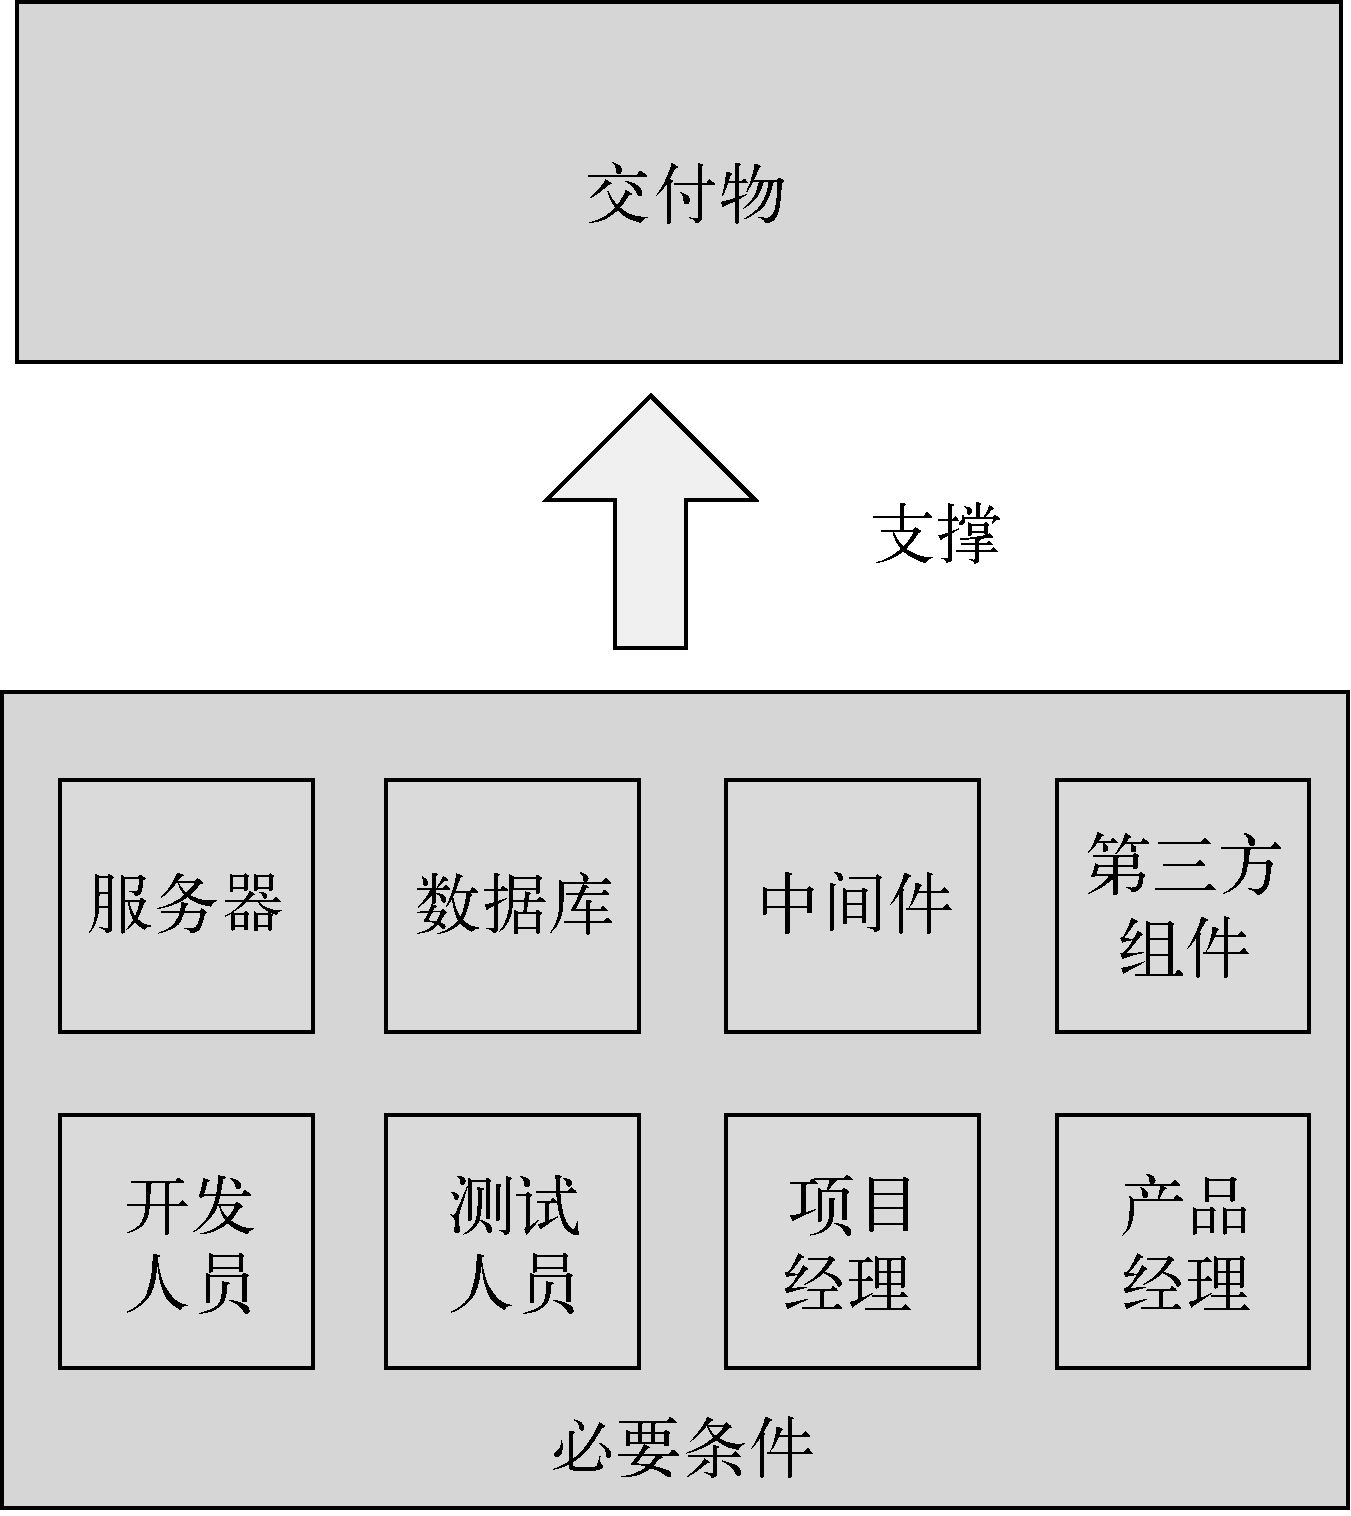 交付物
支撑
服务器
数据库
中间件
第三方
组件
开发
人员
测试
人员
项目
经理
产品
经理
必要条件